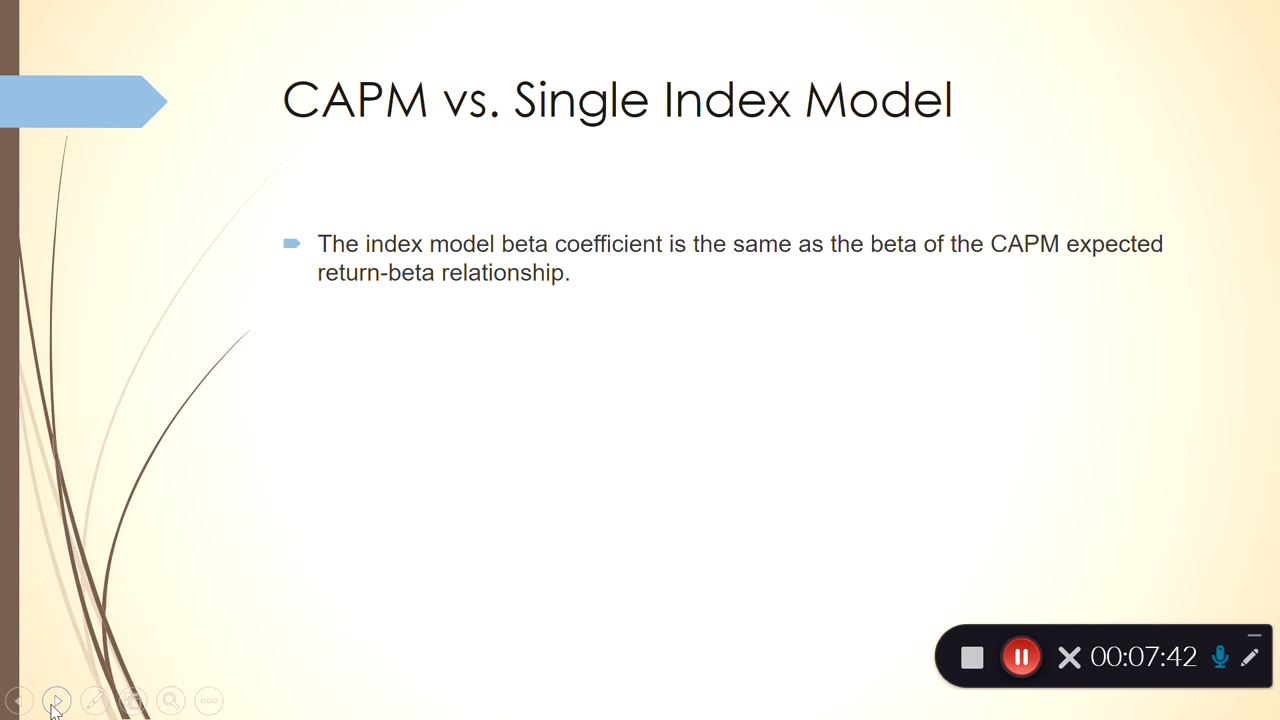 CAPM vs. Single Index Model
The index model beta coefficient is the same as the beta of the CAPM expected
return-beta relationship.
00:07:42